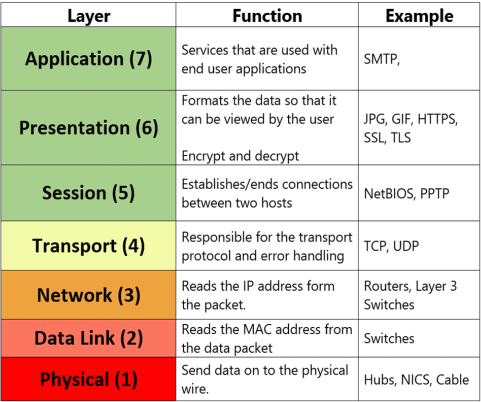 Layer Function Example
Application (7)
Services that are used with
end user applications
SMTP,
Presentation (6)
Formats the data so that it
can be viewed by the user
Encrypt and decrypt
JPG, GIF, HTTPS,
SSL, TLS
Session (5)
Establishes/ends connections
between two hosts
NetBIOS, PPTP
Transport (4)
Responsible for the transport
protocol and error handling
TCP, UDP
Network (3)
Reads the IP address form
the packet.
Routers, Layer 3
Switches
Data Link (2)
Reads the MAC address from
the data packet
Switches
Physical (1)
Send data on to the physical
wire.
Hubs, NICS, Cable